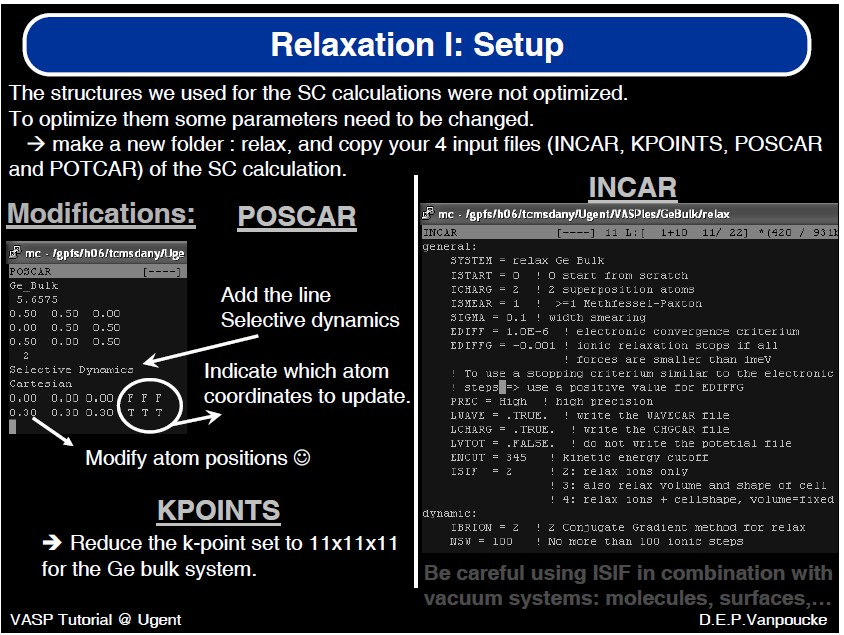 Relaxation I: Setup
The structures we used for the SC calculations were not optimized.
To optimize them some parameters need to be changed.
→ make a new folder : relax, and copy your 4 input files (INCAR, KPOINTS, POSCAR
and POTCAR) of the SC calculation.
Modifications:
POSCAR
mc - /gpfs/h06/tcmsdany/Uge
POSCAR [----]
Ge_Bulk
5.6575
0.50 0.50 0.00
0.00 0.50 0.50
0.50 0.00 0.50
2
Selective Dynamics
Cartesian
0.00 0.00 0.00 F F F
0.30 0.30 0.30 T T T
Add the line
Selective dynamics
Indicate which atom
coordinates to update.
Modify atom positions ☺
KPOINTS
➔ Reduce the k-point set to 11x11x11
for the Ge bulk system.
INCAR
mc - /gpfs/h06/tcmsdany/Ugent/VASPles/GeBulk/relax
INCAR [----] 11 L:[ 1+10 11/ 22] *(420 / 931b
general:
SYSTEM = relax Ge Bulk
ISTART = 0 ! 0 start from scratch
ICHARG = 2 ! 2 superposition atoms
ISMEAR = 1 ! >=1 Methfessel-Paxton
SIGMA = 0.1 ! width smearing
EDIFF = 1.0E-6 ! electronic convergence criterium
EDIFFG = -0.001 ! ionic relaxation stops if all
! forces are smaller than 1meV
! To use a stopping criterium similar to the electronic
! steps => use a positive value for EDIFFG
PREC = High ! high precision
LWAVE = .TRUE. ! write the WAVECAR file
LCHARG = .TRUE. ! write the CHGCAR file
LVTOT = .FALSE. ! do not write the potetial file
ENCUT = 345 ! kinetic energy cutoff
ISIF = 2 ! 2: relax ions only
! 3: also relax volume and shape of cell
! 4: relax ions + cellshape, volume=fixed
dynamic:
IBRION = 2 ! 2 Conjugate Gradient method for relax
NSW = 100 ! No more than 100 ionic steps
Be careful using ISIF in combination with
vacuum systems: molecules, surfaces,…
VASP Tutorial @ Ugent
D.E.P.Vanpoucke